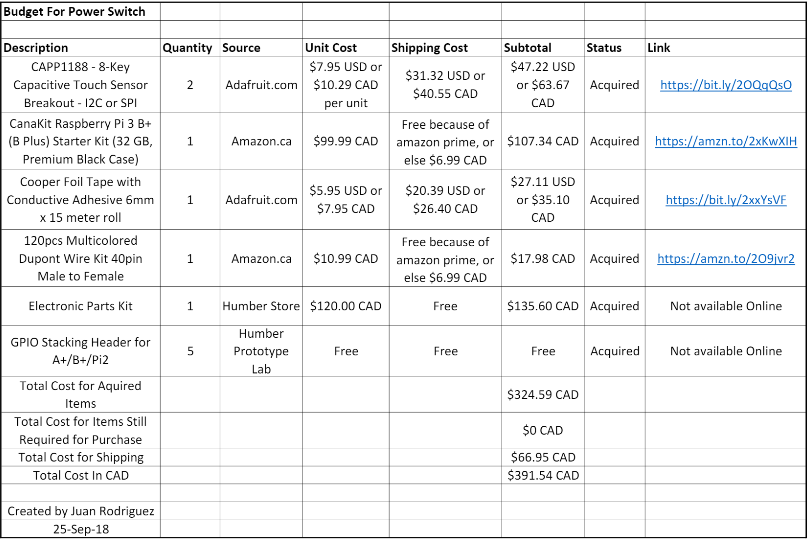 Budget For Power Switch
Description Quantity Source Unit Cost Shipping Cost Subtotal Status Link
CAPP1188 - 8-Key
Capacitive Touch Sensor
Breakout - I2C or SPI
2
Adafruit.com
$7.95 USD or
$10.29 CAD
per unit
$31.32 USD or
$40.55 CAD
$47.22 USD
or $63.67
CAD
Acquired
https://bit.ly/2OQqQsO
CanaKit Raspberry Pi 3 B+
(B Plus) Starter Kit (32 GB,
Premium Black Case)
1
Amazon.ca
$99.99 CAD
Free because of
amazon prime, or
else $6.99 CAD
$107.34 CAD
Acquired
https://amzn.to/2xKwXIH
Cooper Foil Tape with
Conductive Adhesive 6mm
x 15 meter roll
1
Adafruit.com
$5.95 USD or
$7.95 CAD
$20.39 USD or
$26.40 CAD
$27.11 USD
or $35.10
CAD
Acquired
https://bit.ly/2xxYsVF
120pcs Multicolored
Dupont Wire Kit 40pin
Male to Female
1
Amazon.ca
$10.99 CAD
Free because of
amazon prime, or
else $6.99 CAD
$17.98 CAD
Acquired
https://amzn.to/2O9jvr2
Electronic Parts Kit
1
Humber Store
$120.00 CAD
Free
$135.60 CAD
Acquired
Not available Online
GPIO Stacking Header for
A+/B+/Pi2
5
Humber
Prototype
Lab
Free
Free
Free
Acquired
Not available Online
Total Cost for Aquired
Items
$324.59 CAD
Total Cost for Items Still
Required for Purchase
$0 CAD
Total Cost for Shipping
$66.95 CAD
Total Cost In CAD
$391.54 CAD
Created by Juan Rodriguez
25-Sep-18